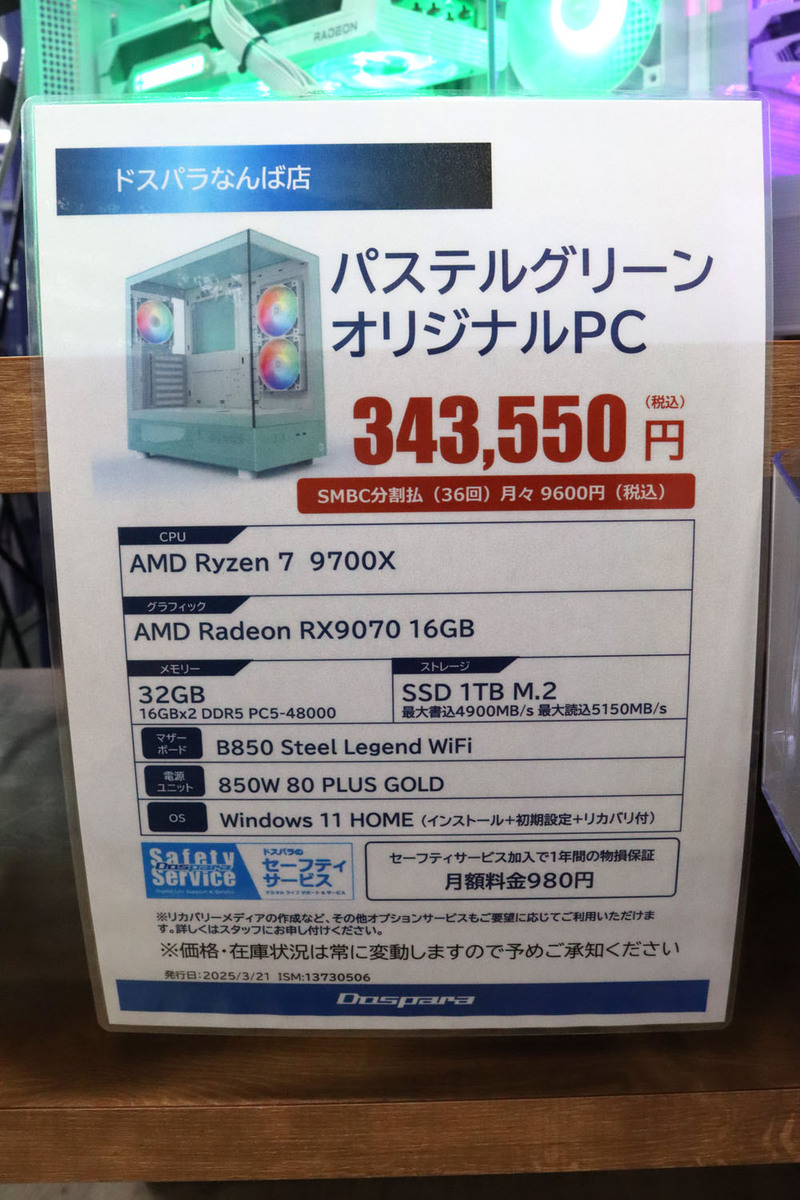 RADEON
ドスパラなんば店
パステルグリーン
オリジナルPC
343,550
(税込)
円
SMBC分割払（36回）月々 9600円（税込）
CPU
AMD Ryzen 7 9700X
グラフィック
AMD Radeon RX9070 16GB
メモリー
32GB
16GBx2 DDR5 PC5-48000
ストレージ
SSD 1TB M.2
最大書込4900MB/s 最大読込5150MB/s
マザー
ボード
B850 Steel Legend WiFi
電源
ユニット
850W 80 PLUS GOLD
OS
Windows 11 HOME（インストール+初期設定+リカバリ付）
Safety
Service
ドスパラの
セーフティ
サービス
セーフティサービス加入で1年間の物損保証
月額料金980円
※リカバリーメディアの作成など、その他オプションサービスもご要望に応じてご利用いただけま
す。詳しくはスタッフにお申し付けください。
※価格・在庫状況は常に変動しますので予めご承知ください
発行日：2025/3/21 ISM:13730506
Dospara